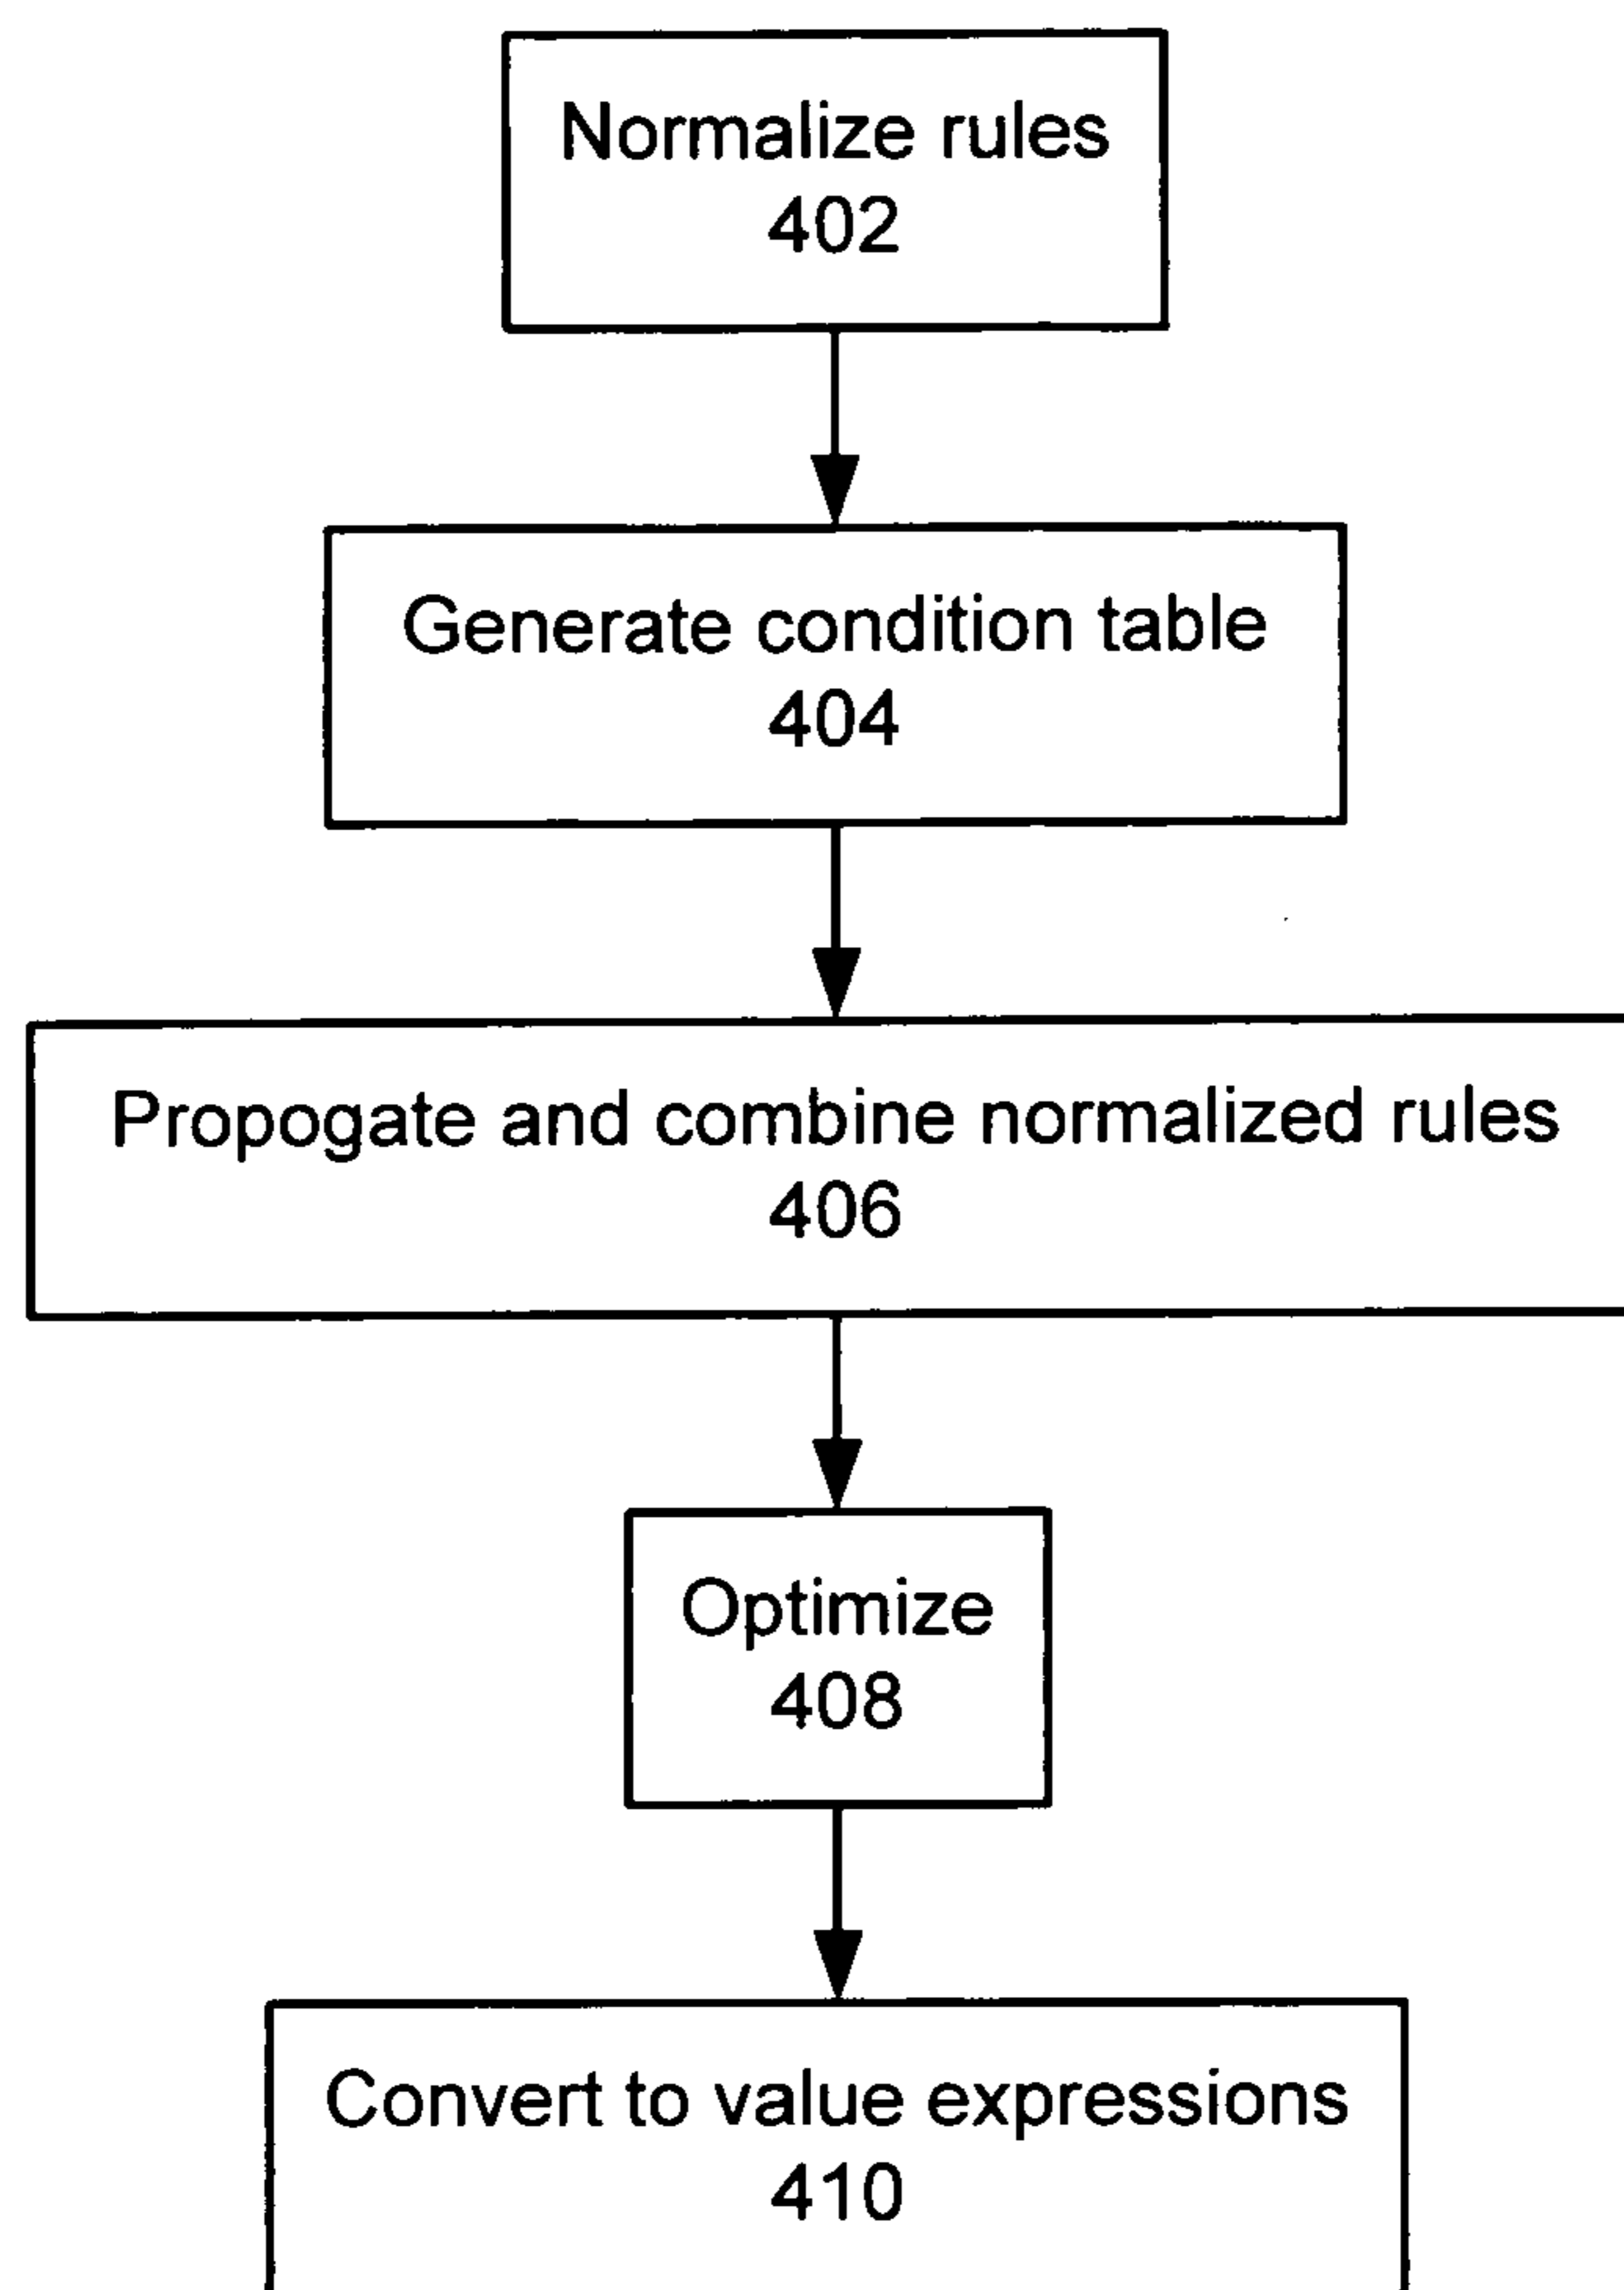 Normalize rules
402
Generate condition table
404
Propogate and combine normalized rules
406
Optimize
408
Convert to value expressions
410